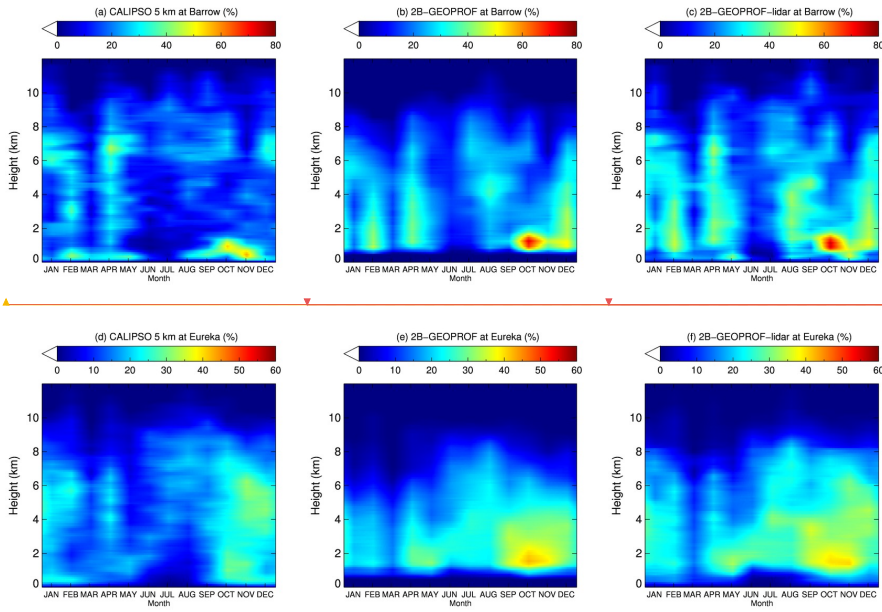 (a) CALIPSO 5 km at Barrow (%)
0 20 40 60 80
Height (km)
10
8
6
4
2
0
JAN FEB MAR APR MAY JUN JUL AUG SEP OCT NOV DEC
Month
(b) 2B-GEOPROF at Barrow (%)
0 20 40 60 80
Height (km)
10
8
6
4
2
0
JAN FEB MAR APR MAY JUN JUL AUG SEP OCT NOV DEC
Month
(c) 2B-GEOPROF-lidar at Barrow (%)
0 20 40 60 80
Height (km)
10
8
6
4
2
0
JAN FEB MAR APR MAY JUN JUL AUG SEP OCT NOV DEC
Month
(d) CALIPSO 5 km at Eureka (%)
0 10 20 30 40 50 60
Height (km)
10
8
6
4
2
0
JAN FEB MAR APR MAY JUN JUL AUG SEP OCT NOV DEC
Month
(e) 2B-GEOPROF at Eureka (%)
0 10 20 30 40 50 60
Height (km)
10
8
6
4
2
0
JAN FEB MAR APR MAY JUN JUL AUG SEP OCT NOV DEC
Month
(f) 2B-GEOPROF-lidar at Eureka (%)
0 10 20 30 40 50 60
Height (km)
10
8
6
4
2
0
JAN FEB MAR APR MAY JUN JUL AUG SEP OCT NOV DEC
Month